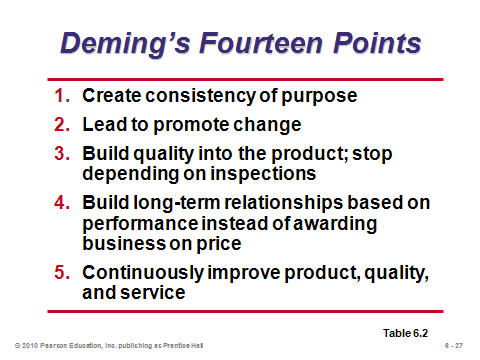 Deming's Fourteen Points
1. Create consistency of purpose
2. Lead to promote change
3. Build quality into the product; stop
depending on inspections
4. Build long-term relationships based on
performance instead of awarding
business on price
5. Continuously improve product, quality,
and service
Table 6.2
© 2010 Pearson Education, Inc. publishing as Prentice Hall
6 - 27